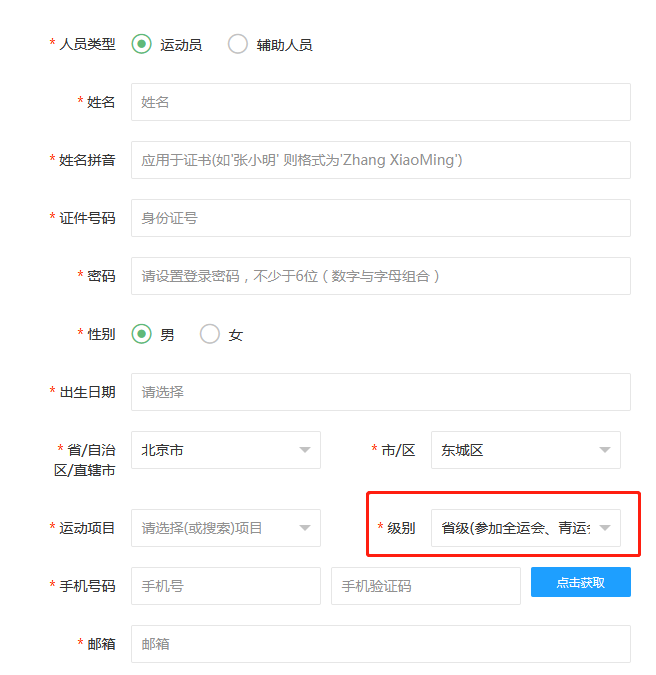 * 人员类型 运动员 辅助人员
* 姓名 姓名
* 姓名拼音 应用于证书(如'张小明' 则格式为'Zhang XiaoMing')
* 证件号码 身份证号
* 密码 请设置登录密码，不少于6位（数字与字母组合）
* 性别 男 女
* 出生日期 请选择
* 省/自治
区/直辖市 北京市 * 市/区 东城区
* 运动项目 请选择(或搜索)项目 * 级别 省级(参加全运会、青运会
* 手机号码 手机号 手机验证码 点击获取
* 邮箱 邮箱